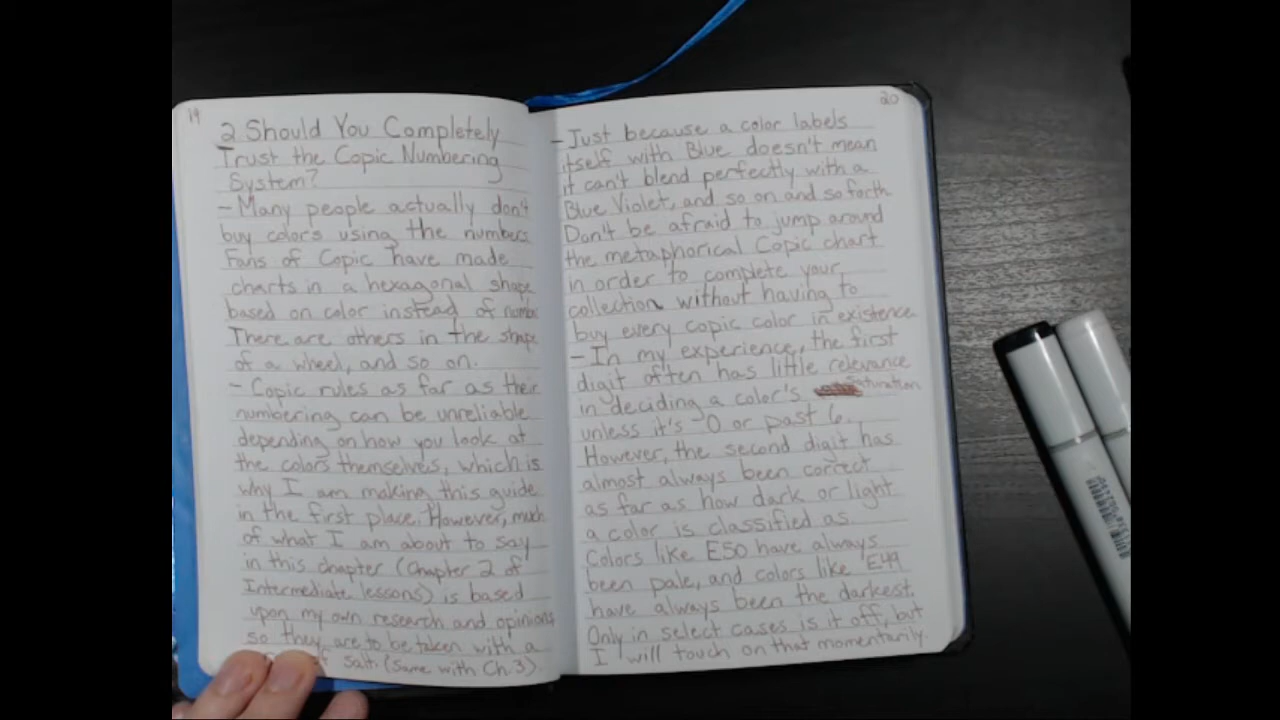 19
2 Should You Completely
Trust the Copic Numbering
System?
- Many people actually don't
buy colors using the numbers.
Fans of Copic have made
charts in a hexagonal shape
based on color instead of number
There are others in the shape
of a wheel, and so on.
- Copic rules as far as their
numbering can be unreliable
depending on how you look at
the colors themselves, which is
why I am making this guide
in the first place. However, much
of what I am about to say
in this chapter (Chapter 2 of
Intermediate lessons) is based
upon my own research and opinions
so they are to be taken with a
of salt. (Same with Ch.3)
20
- Just because a color labels
itself with Blue doesn't mean
it can't blend perfectly with a
Blue Violet, and so on and so forth
Don't be afraid to jump around
the metaphorical Copic chart
in order to complete your
collection without having to
buy every copic color in existence.
- In my experience, the first
digit often has little relevance
in deciding a color's saturation
unless it's -0 or past 6.
However, the second digit has
almost always been correct
as far as how dark or light
a color is classified as.
Colors like E50 have always
been pale, and colors like E49
have always been the darkest.
Only in select cases is it off, but
I will touch on that momentarily.